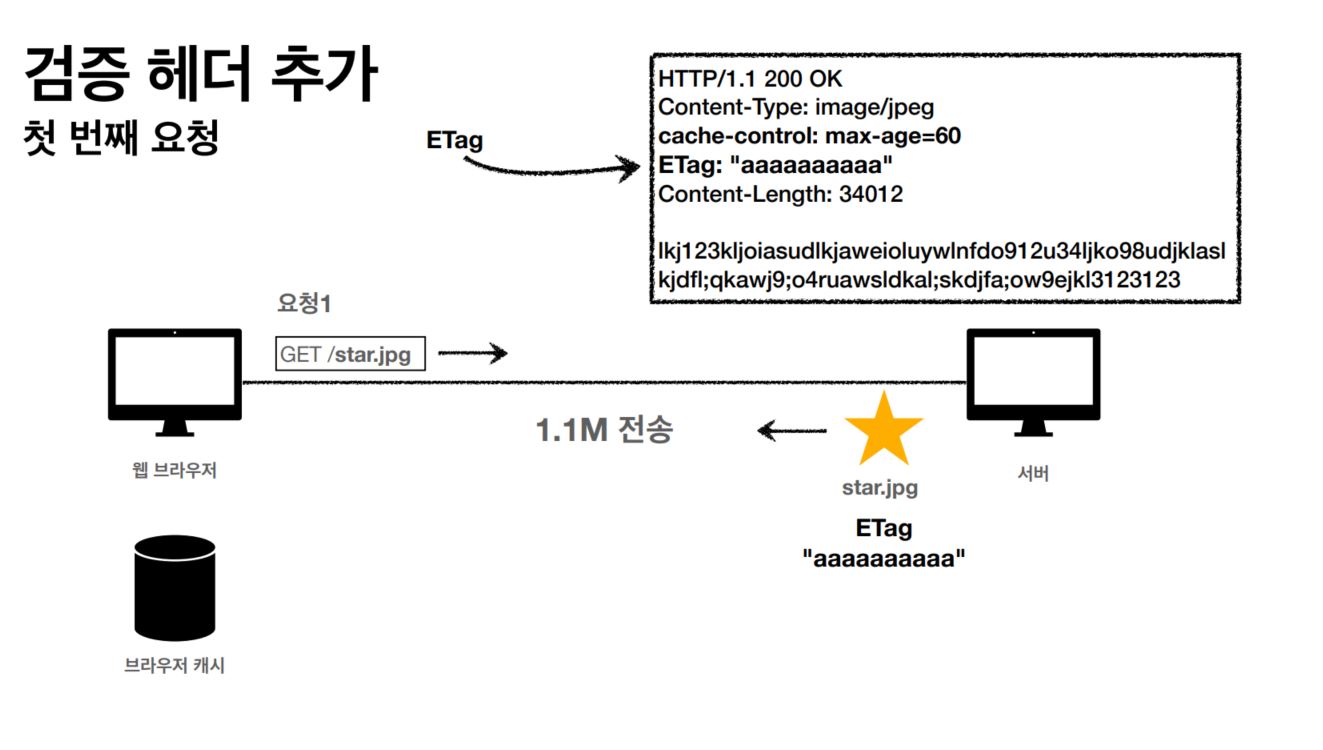 검증 헤더 추가
첫 번째 요청
ETag
HTTP/1.1 200 OK
Content-Type: image/jpeg
cache-control: max-age=60
ETag: "aaaaaaaaaa"
Content-Length: 34012
lkj123kljoiasudlkjaweioluywlnfdo912u34ljko98udjklasl
kjdfl;qkawj9;o4ruawsldkal;skdjfa;ow9ejkl3123123
요청1
GET /star.jpg
1.1M 전송
웹 브라우저
star.jpg
서버
ETag
"aaaaaaaaaa"
브라우저 캐시